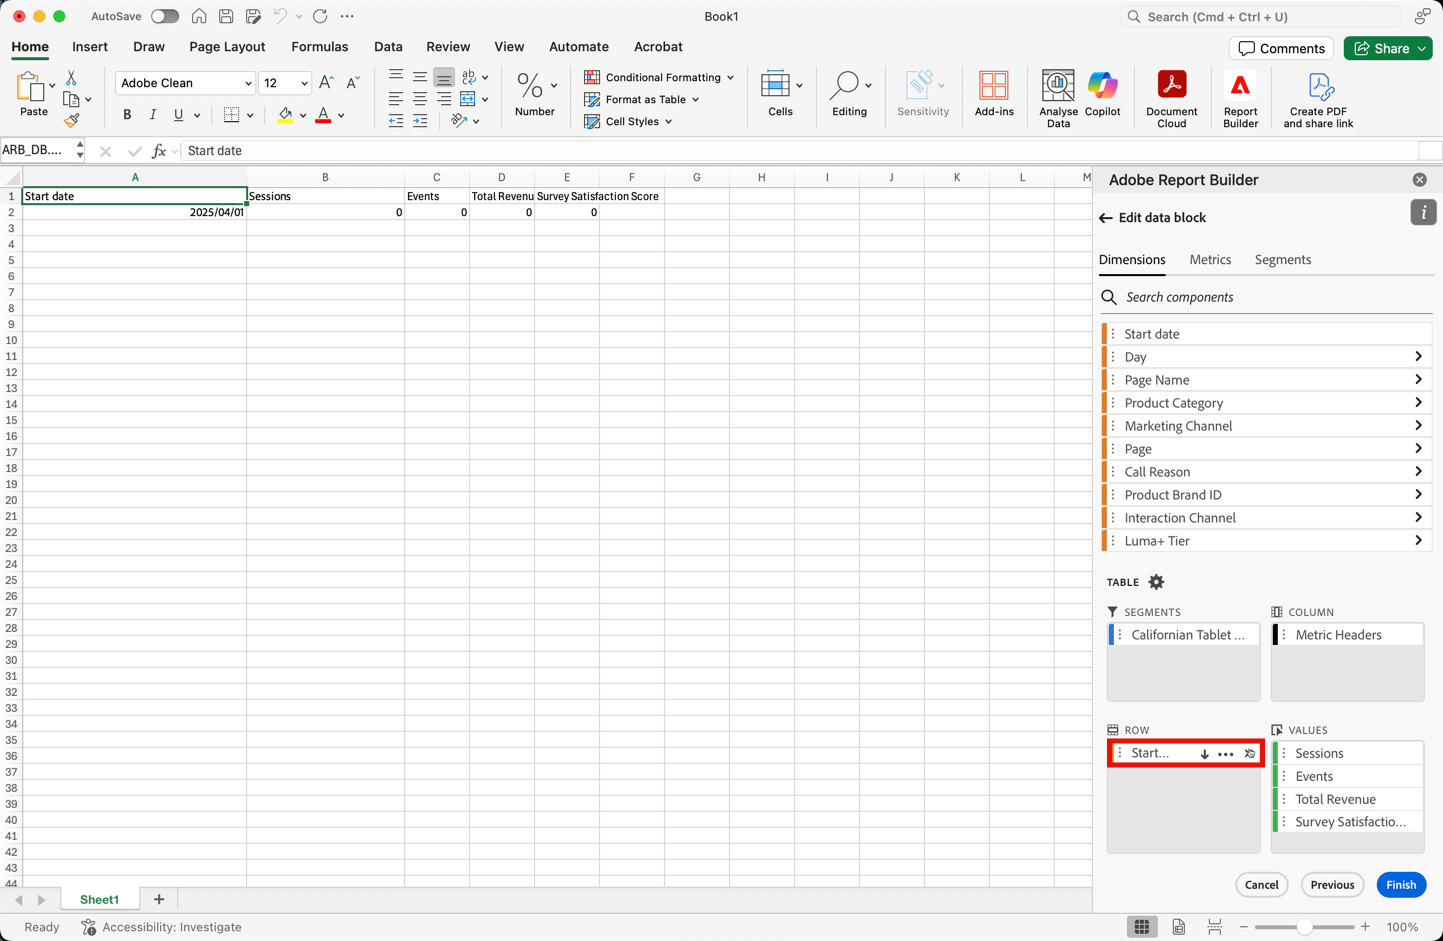 AutoSave
Book1
Search (Cmd + Ctrl + U)
Home Insert Draw Page Layout Formulas Data Review View Automate Acrobat
Comments Share
Paste
Adobe Clean 12
B I U
Number
Conditional Formatting
Format as Table
Cell Styles
Cells
Editing
Sensitivity
Add-ins
Analyse Data
Copilot
Document Cloud
Report Builder
Create PDF and share link
ARB_DB.... fx Start date
A B C D E F G H I J K L M
1 Start date Sessions Events Total Revenu Survey Satisfaction Score
2 2025/04/01 0 0 0 0
3
4
5
6
7
8
9
10
11
12
13
14
15
16
17
18
19
20
21
22
23
24
25
26
27
28
29
30
31
32
33
34
35
36
37
38
39
40
41
42
43
44
Adobe Report Builder
Edit data block
Dimensions Metrics Segments
Search components
Start date
Day
Page Name
Product Category
Marketing Channel
Page
Call Reason
Product Brand ID
Interaction Channel
Luma+ Tier
TABLE
SEGMENTS
Californian Tablet ...
COLUMN
Metric Headers
ROW
Start...
VALUES
Sessions
Events
Total Revenue
Survey Satisfactio...
Cancel Previous Finish
Sheet1 +
Ready Accessibility: Investigate
100%